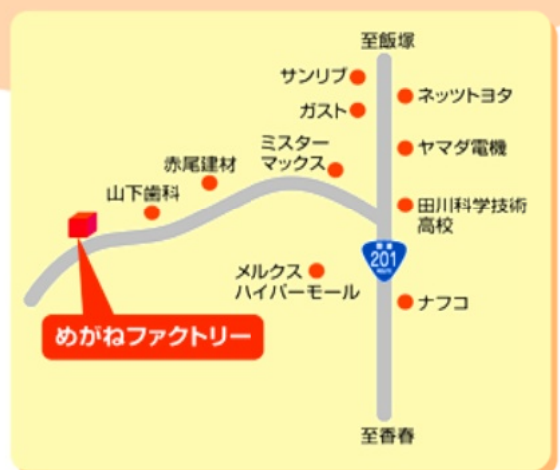 至飯塚
サンリブ
ネッツトヨタ
ガスト
ミスター
マックス
ヤマダ電機
赤尾建材
山下歯科
田川科学技術
高校
国道
201
ROUTE
メルクス
ハイパーモール
ナフコ
めがねファクトリー
至香春